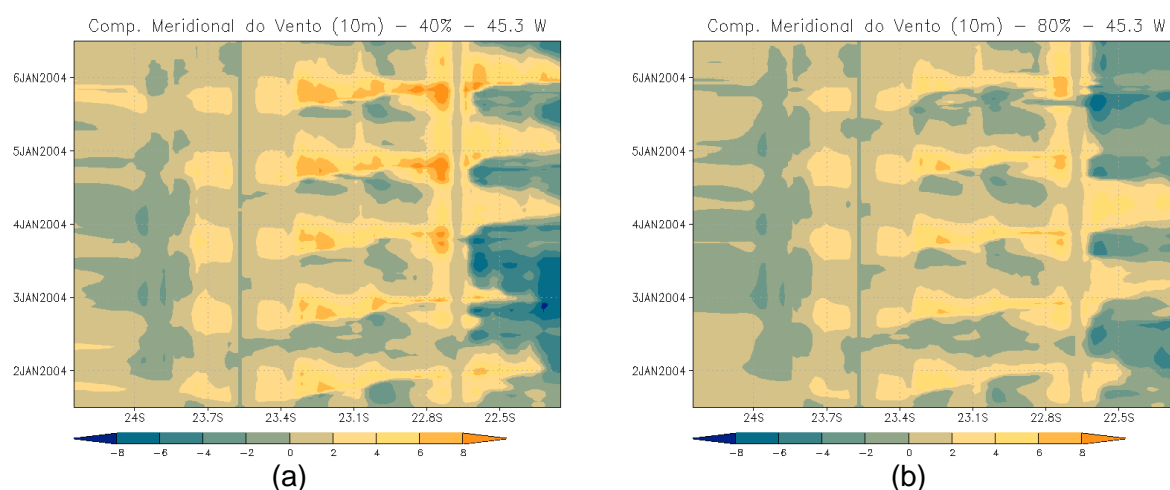 Comp. Meridional do Vento (10m) – 40% – 45.3 W
6JAN2004
5JAN2004
4JAN2004
3JAN2004
2JAN2004
24S 23.7S 23.4S 23.1S 22.8S 22.5S
-8 -6 -4 -2 0 2 4 6 8
(a)
Comp. Meridional do Vento (10m) – 80% – 45.3 W
6JAN2004
5JAN2004
4JAN2004
3JAN2004
2JAN2004
24S 23.7S 23.4S 23.1S 22.8S 22.5S
-8 -6 -4 -2 0 2 4 6 8
(b)